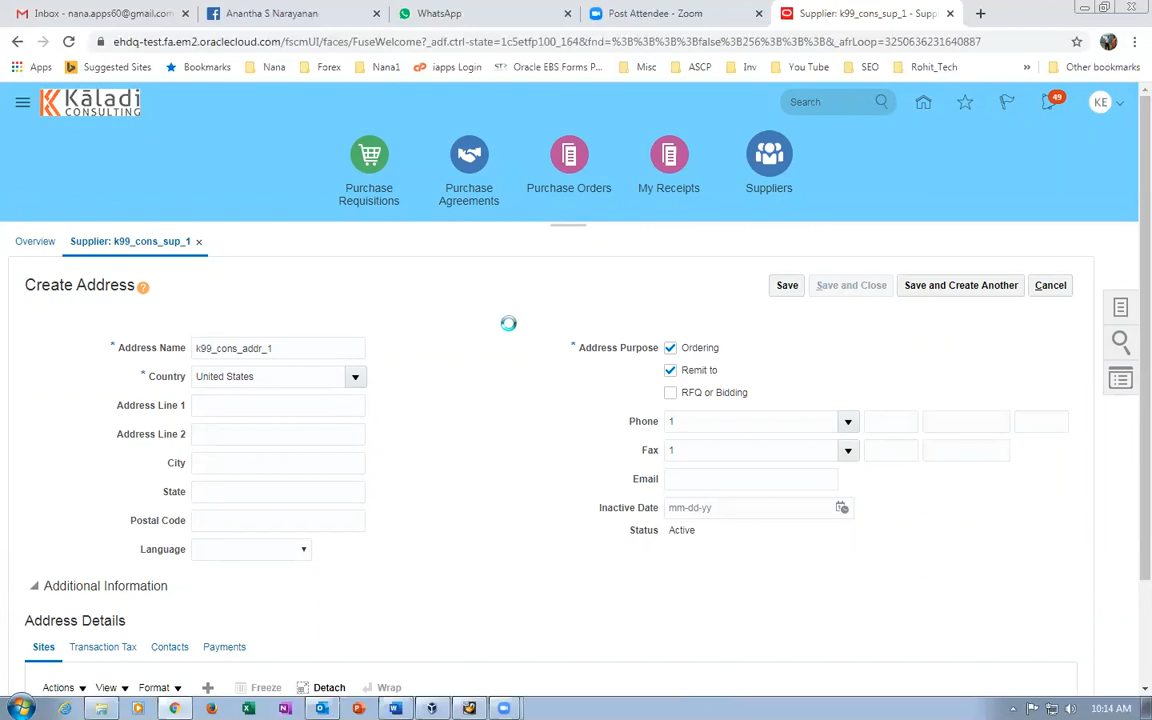 Inbox - nana.apps60@gmail.com
Anantha S Narayanan
WhatsApp
Post Attendee - Zoom
Supplier: k99_cons_sup_1 - Supp
ehdq-test.fa.em2.oraclecloud.com/fscmUI/faces/FuseWelcome?_adf.ctrl-state=1c5etfp100_164&fnd=%3B%3B%3B%3Bfalse%3B256%3B%3B%3B&_afrLoop=3250636231640887
Apps
Suggested Sites
Bookmarks
Nana
Forex
Nana1
iapps Login
Oracle EBS Forms P...
Misc
ASCP
Inv
You Tube
SEO
Rohit_Tech
»
Other bookmarks
Kāladi
CONSULTING
Search
49
KE
Purchase
Requisitions
Purchase
Agreements
Purchase Orders
My Receipts
Suppliers
Overview
Supplier: k99_cons_sup_1
Create Address
Save
Save and Close
Save and Create Another
Cancel
* Address Name k99_cons_addr_1
* Country United States
Address Line 1
Address Line 2
City
State
Postal Code
Language
* Address Purpose Ordering
Remit to
RFQ or Bidding
Phone 1
Fax 1
Email
Inactive Date mm-dd-yy
Status Active
Additional Information
Address Details
Sites
Transaction Tax
Contacts
Payments
Actions
View
Format
Freeze
Detach
Wrap
10:14 AM